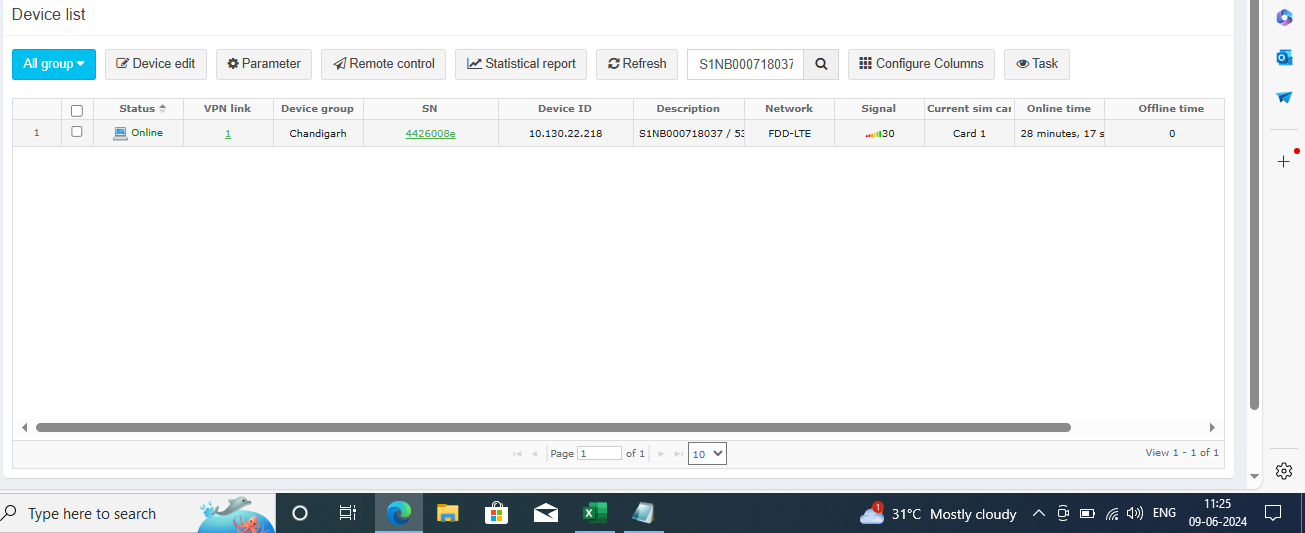 Device list
All group
Device edit
Parameter
Remote control
Statistical report
Refresh
S1NB000718037
Configure Columns
Task
Status VPN link Device group SN Device ID Description Network Signal Current sim car Online time Offline time
1 Online 1 Chandigarh 4426008e 10.130.22.218 S1NB000718037 / 53 FDD-LTE 30 Card 1 28 minutes, 17 s 0
Page 1 of 1 10 View 1 - 1 of 1
Type here to search
1
31°C Mostly cloudy
ENG
11:25
09-06-2024